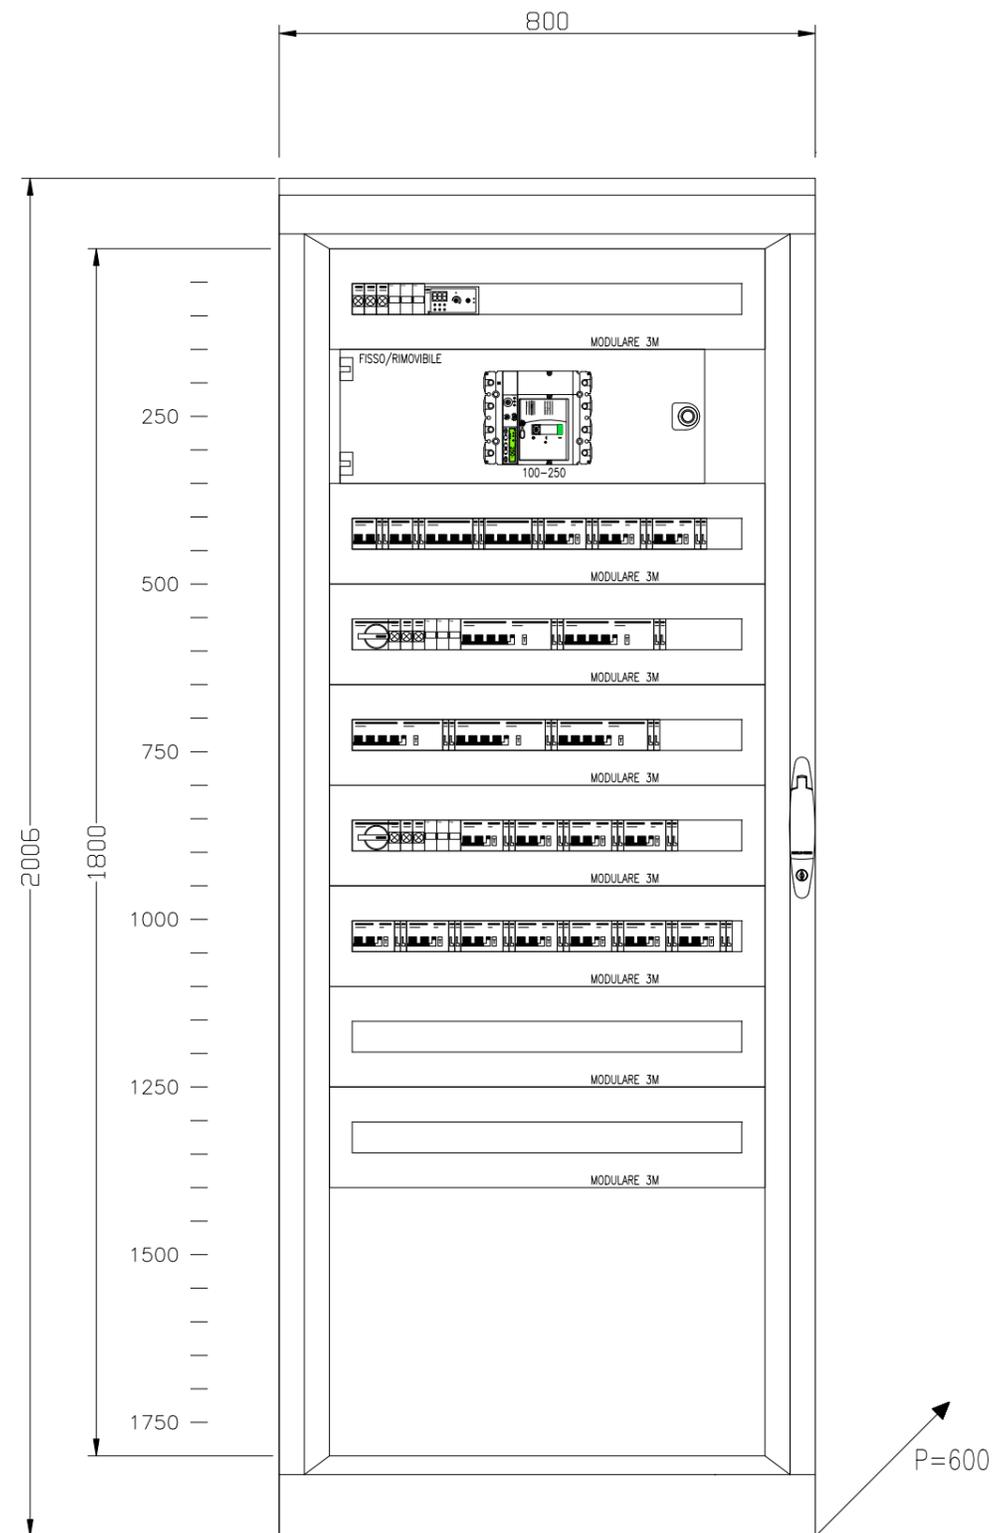 800
MODULARE 3M
FISSO/RIMOVIBILE
250
100-250
MODULARE 3M
500
MODULARE 3M
750
MODULARE 3M
2006
1800
MODULARE 3M
1000
MODULARE 3M
1250
MODULARE 3M
MODULARE 3M
1500
1750
P=600